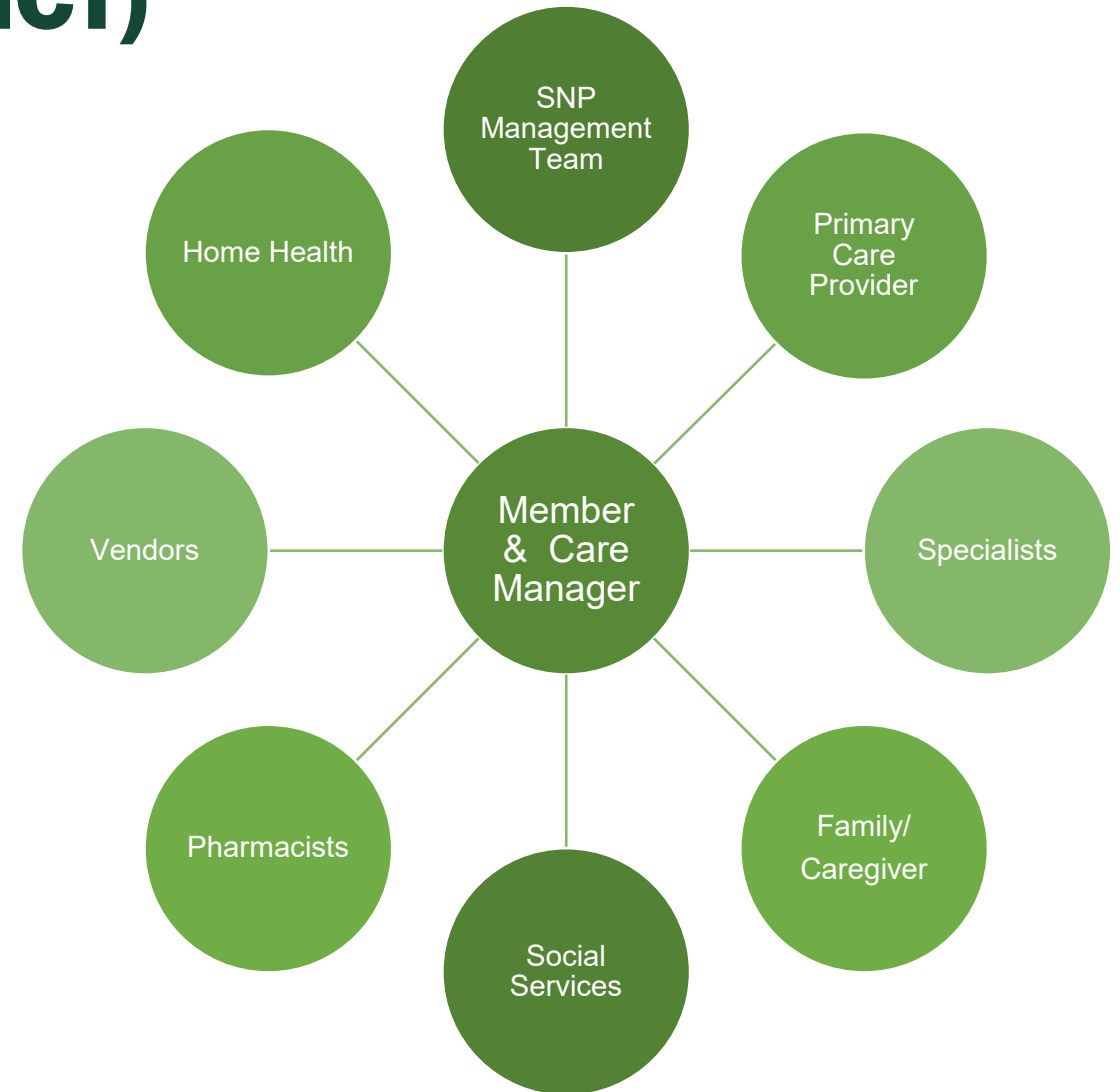 SNP
Management
Team
Primary
Care
Provider
Home Health
Member
& Care
Manager
Vendors
Specialists
Pharmacists
Family/
Caregiver
Social
Services